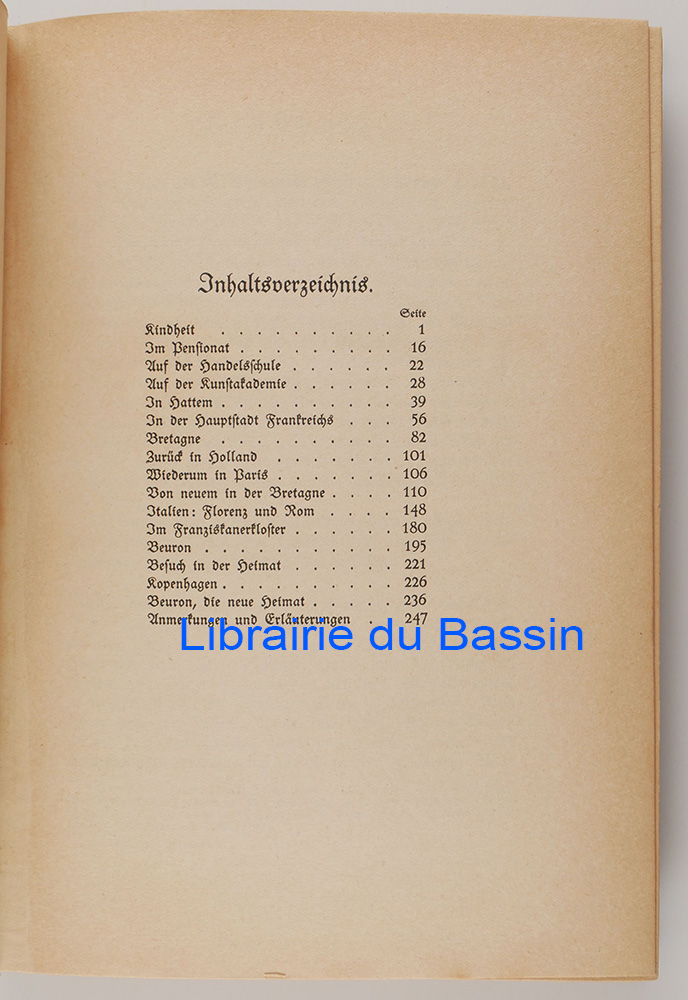 Inhaltsverzeichnis.
Seite
Kindheit . . . . . . . . . . 1
Im Pensionat . . . . . . . . . 16
Auf der Handelsschule . . . . . . 22
Auf der Kunstakademie . . . . . . 28
In Hattem . . . . . . . . . . 39
In der Hauptstadt Frankreichs . . . 56
Bretagne . . . . . . . . . . 82
Zurück in Holland . . . . . . . 101
Wiederum in Paris . . . . . . . 106
Von neuem in der Bretagne . . . . 110
Italien: Florenz und Rom . . . . 148
Im Franziskanerkloster . . . . . . 180
Beuron . . . . . . . . . . . 195
Besuch in der Heimat . . . . . . 221
Kopenhagen . . . . . . . . . . 226
Beuron, die neue Heimat . . . . . 236
Anmerkungen und Erläuterungen . . 247
Librairie du Bassin